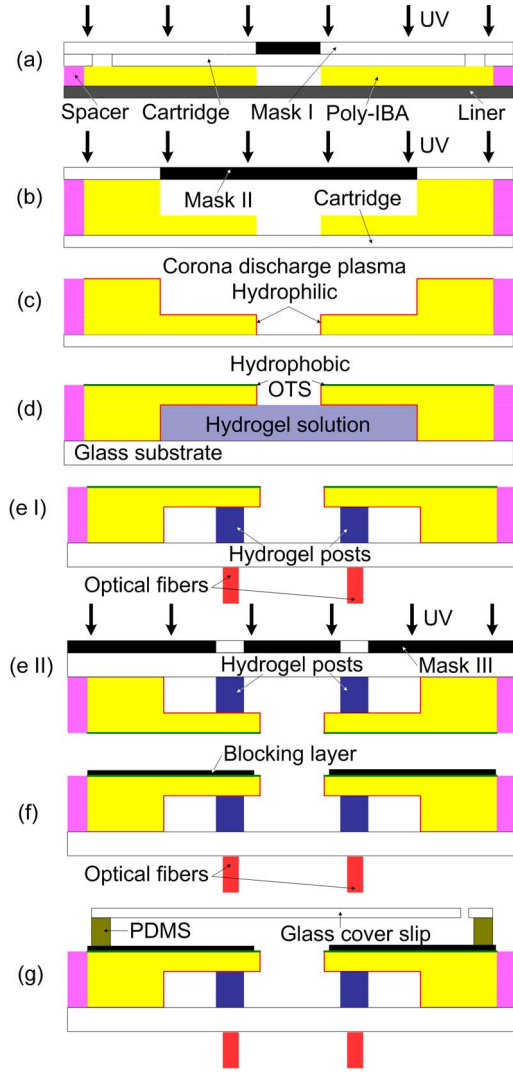 UV
(a)
Spacer Cartridge Mask I Poly-IBA Liner
UV
(b)
Mask II
Cartridge
Corona discharge plasma
(c)
Hydrophilic
Hydrophobic
OTS
(d)
Hydrogel solution
Glass substrate
(e I)
Hydrogel posts
Optical fibers
UV
(e II)
Hydrogel posts
Mask III
Blocking layer
(f)
Optical fibers
PDMS
Glass cover slip
(g)